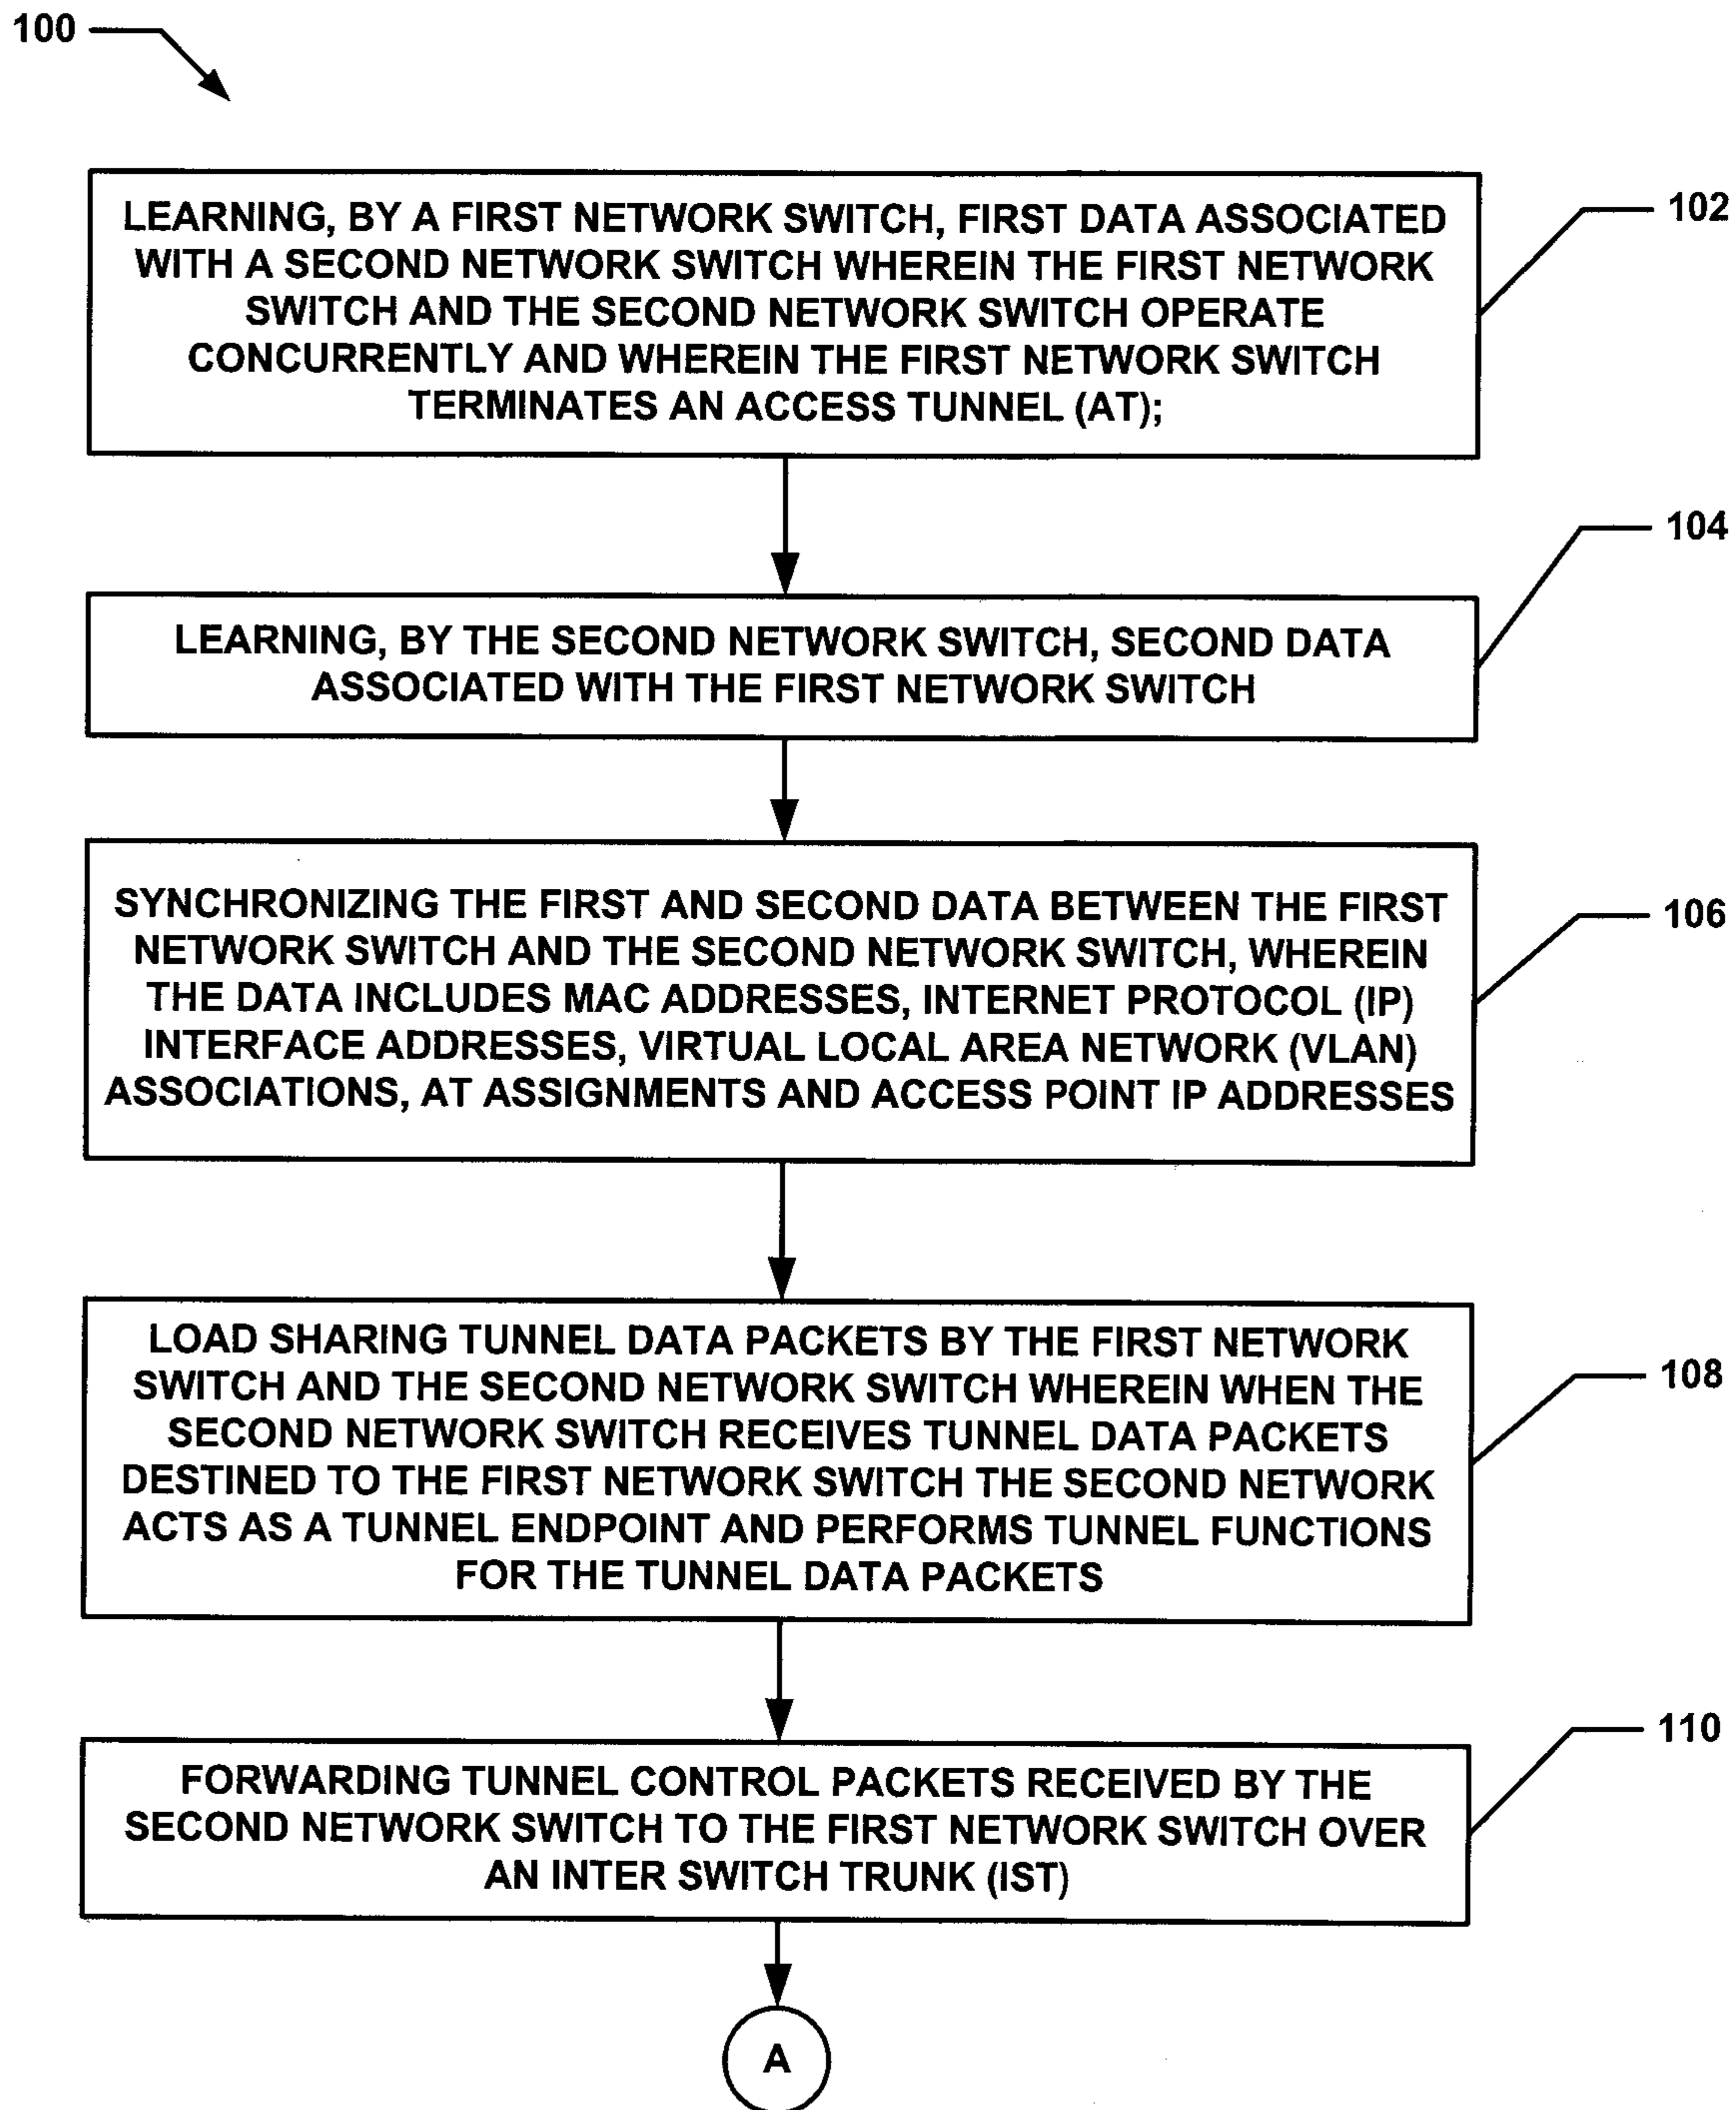 100
LEARNING, BY A FIRST NETWORK SWITCH, FIRST DATA ASSOCIATED
WITH A SECOND NETWORK SWITCH WHEREIN THE FIRST NETWORK
SWITCH AND THE SECOND NETWORK SWITCH OPERATE
CONCURRENTLY AND WHEREIN THE FIRST NETWORK SWITCH
TERMINATES AN ACCESS TUNNEL (AT);
102
LEARNING, BY THE SECOND NETWORK SWITCH, SECOND DATA
ASSOCIATED WITH THE FIRST NETWORK SWITCH
104
SYNCHRONIZING THE FIRST AND SECOND DATA BETWEEN THE FIRST
NETWORK SWITCH AND THE SECOND NETWORK SWITCH, WHEREIN
THE DATA INCLUDES MAC ADDRESSES, INTERNET PROTOCOL (IP)
INTERFACE ADDRESSES, VIRTUAL LOCAL AREA NETWORK (VLAN)
ASSOCIATIONS, AT ASSIGNMENTS AND ACCESS POINT IP ADDRESSES
106
LOAD SHARING TUNNEL DATA PACKETS BY THE FIRST NETWORK
SWITCH AND THE SECOND NETWORK SWITCH WHEREIN WHEN THE
SECOND NETWORK SWITCH RECEIVES TUNNEL DATA PACKETS
DESTINED TO THE FIRST NETWORK SWITCH THE SECOND NETWORK
ACTS AS A TUNNEL ENDPOINT AND PERFORMS TUNNEL FUNCTIONS
FOR THE TUNNEL DATA PACKETS
108
FORWARDING TUNNEL CONTROL PACKETS RECEIVED BY THE
SECOND NETWORK SWITCH TO THE FIRST NETWORK SWITCH OVER
AN INTER SWITCH TRUNK (IST)
110
A